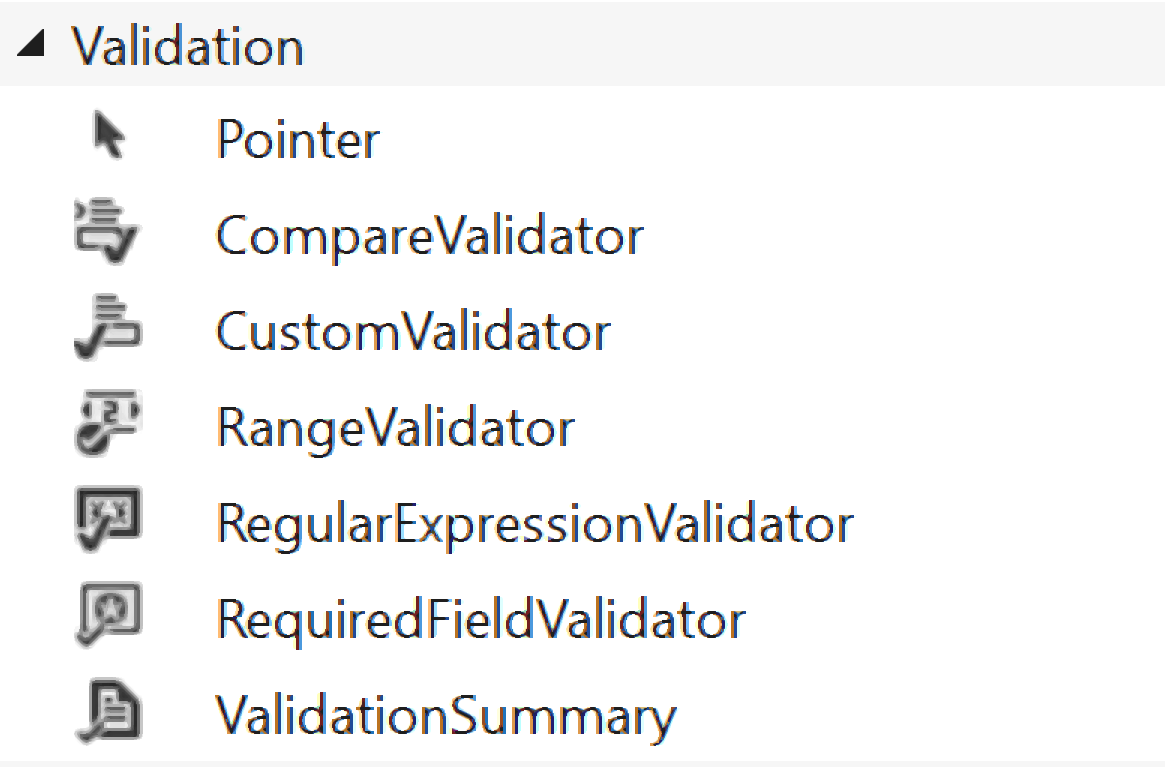 Validation
Pointer
CompareValidator
CustomValidator
RangeValidator
RegularExpressionValidator
RequiredFieldValidator
ValidationSummary